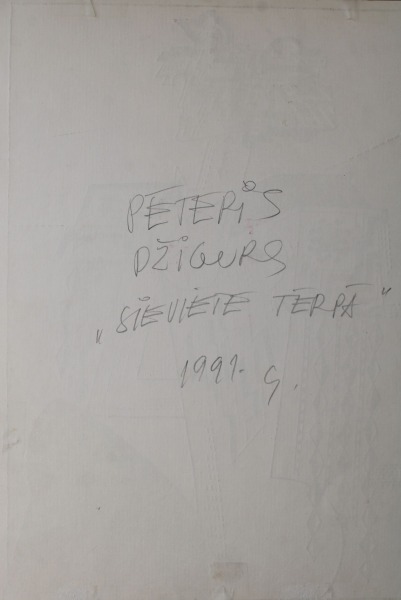 PĒTERIS
DŽIGURS
„SIEVIETE TĒRPĀ"
1991. g.